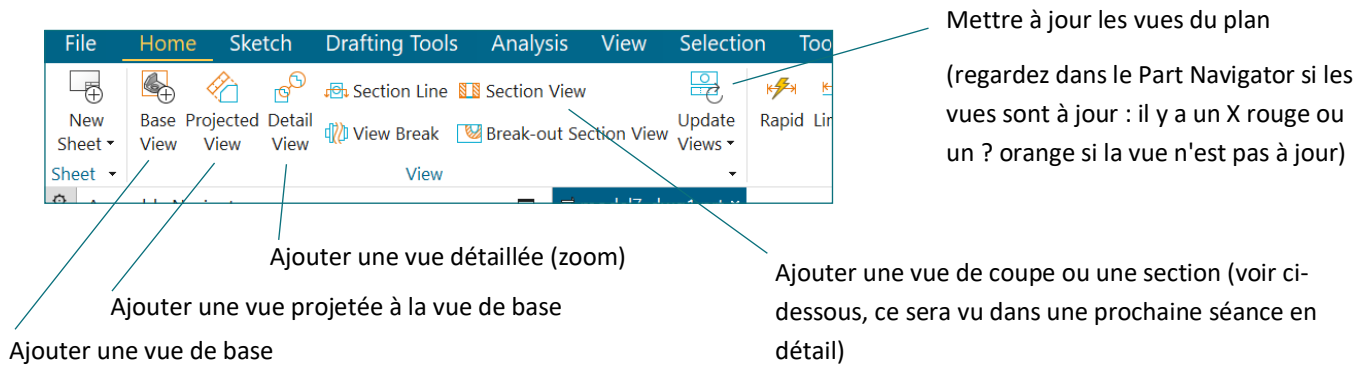 Mettre à jour les vues du plan
(regardez dans le Part Navigator si les
vues sont à jour : il y a un X rouge ou
un ? orange si la vue n'est pas à jour)
File Home Sketch Drafting Tools Analysis View Selection Too
New
Sheet
Base
View
Projected
View
Detail
View
Section Line
Section View
View Break
Break-out Section View
Update
Views
Rapid
Sheet
View
Ajouter une vue détaillée (zoom)
Ajouter une vue projetée à la vue de base
Ajouter une vue de base
Ajouter une vue de coupe ou une section (voir ci-
dessous, ce sera vu dans une prochaine séance en
détail)